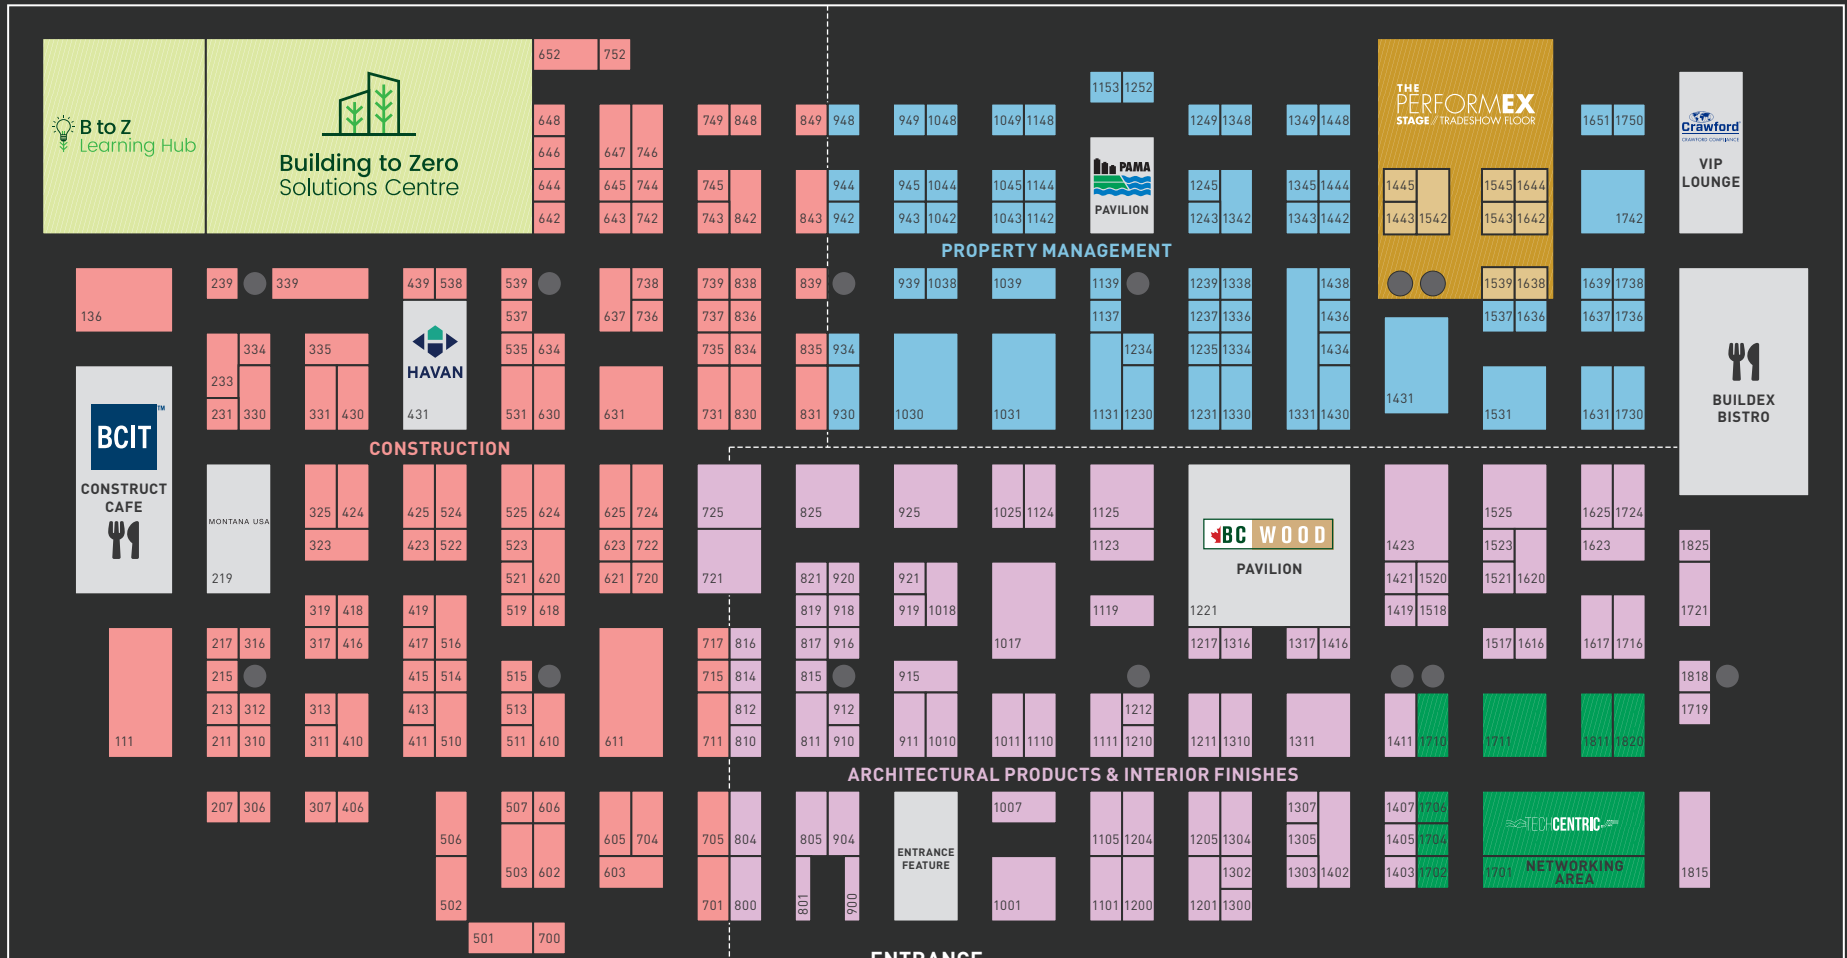 652 752
1153 1252
B to Z
Learning Hub
Building to Zero
Solutions Centre
THE
PERFORMEX
STAGE / TRADESHOW FLOOR
648 749 848 849 948 949 1048 1049 1148 1249 1348 1349 1448 1651 1750
Crawford
CRAWFORD COMPLIANCE
646 647 746
PAMA
PAVILION
VIP
LOUNGE
644 645 744 745 944 945 1044 1045 1144 1245 1345 1444 1445 1545 1644
642 643 742 743 842 843 942 943 1042 1043 1142 1243 1342 1343 1442 1443 1542 1543 1642 1742
PROPERTY MANAGEMENT
239 339 439 538 539 738 739 838 839 939 1038 1039 1139 1239 1338 1438 1539 1638 1639 1738
136 537 637 736 737 836 1137 1237 1336 1436 1537 1636 1637 1736
334 335 535 634 735 834 835 934 1234 1235 1334 1434
HAVAN
233
231 330 331 430 431 531 630 631 731 830 831 930 1030 1031 1131 1230 1231 1330 1331 1430 1431 1531 1631 1730
BUILDEX
BISTRO
BCIT™
CONSTRUCT
CAFE
CONSTRUCTION
MONTANA USA
325 424 425 524 525 624 625 724 725 825 925 1025 1124 1125 1525 1625 1724
BC WOOD
PAVILION
323 423 522 523 623 722 1123 1423 1523 1623 1825
219 521 620 621 720 721 821 920 921 1421 1520 1521 1620
319 418 419 519 618 819 918 919 1018 1119 1221 1419 1518 1721
217 316 317 416 417 516 717 816 817 916 1017 1217 1316 1317 1416 1517 1616 1617 1716
215 415 514 515 715 814 815 915 1818
213 312 313 413 513 812 912 1212 1719
111 211 310 311 410 411 510 511 610 611 711 810 811 910 911 1010 1011 1110 1111 1210 1211 1310 1311 1411 1710 1711 1811 1820
ARCHITECTURAL PRODUCTS & INTERIOR FINISHES
207 306 307 406 507 606 1007 1307 1407 1706
TECHCENTRIC
506 605 704 705 804 805 904 1105 1204 1205 1304 1305 1405 1704
ENTRANCE
FEATURE
503 602 603 1302 1303 1402 1403 1702 1701 1815
NETWORKING
AREA
502 701 800 801 900 1001 1101 1200 1201 1300
501 700
ENTRANCE